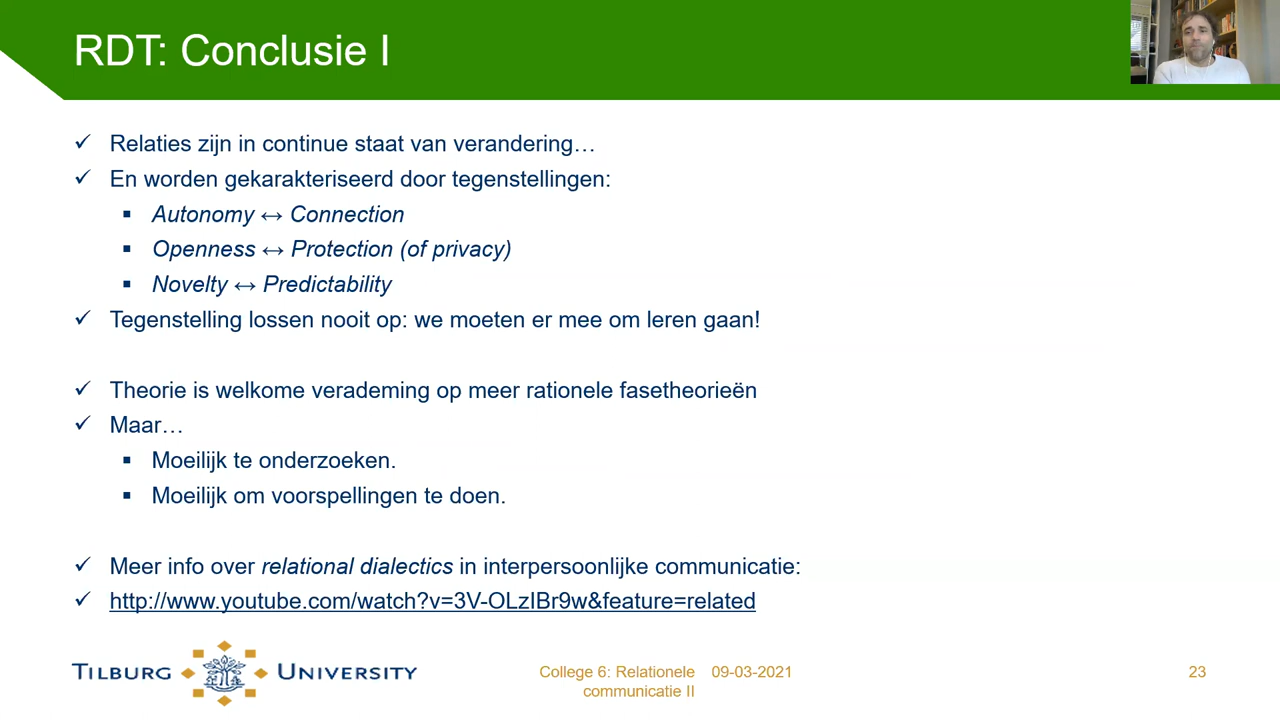 RDT: Conclusie I
✓ Relaties zijn in continue staat van verandering…
✓ En worden gekarakteriseerd door tegenstellingen:
▪ Autonomy ↔ Connection
▪ Openness ↔ Protection (of privacy)
▪ Novelty ↔ Predictability
✓ Tegenstelling lossen nooit op: we moeten er mee om leren gaan!
✓ Theorie is welkome verademing op meer rationele fasetheorieën
✓ Maar…
▪ Moeilijk te onderzoeken.
▪ Moeilijk om voorspellingen te doen.
✓ Meer info over relational dialectics in interpersoonlijke communicatie:
✓ http://www.youtube.com/watch?v=3V-OLzIBr9w&feature=related
TILBURG UNIVERSITY
College 6: Relationele 09-03-2021
communicatie II
23